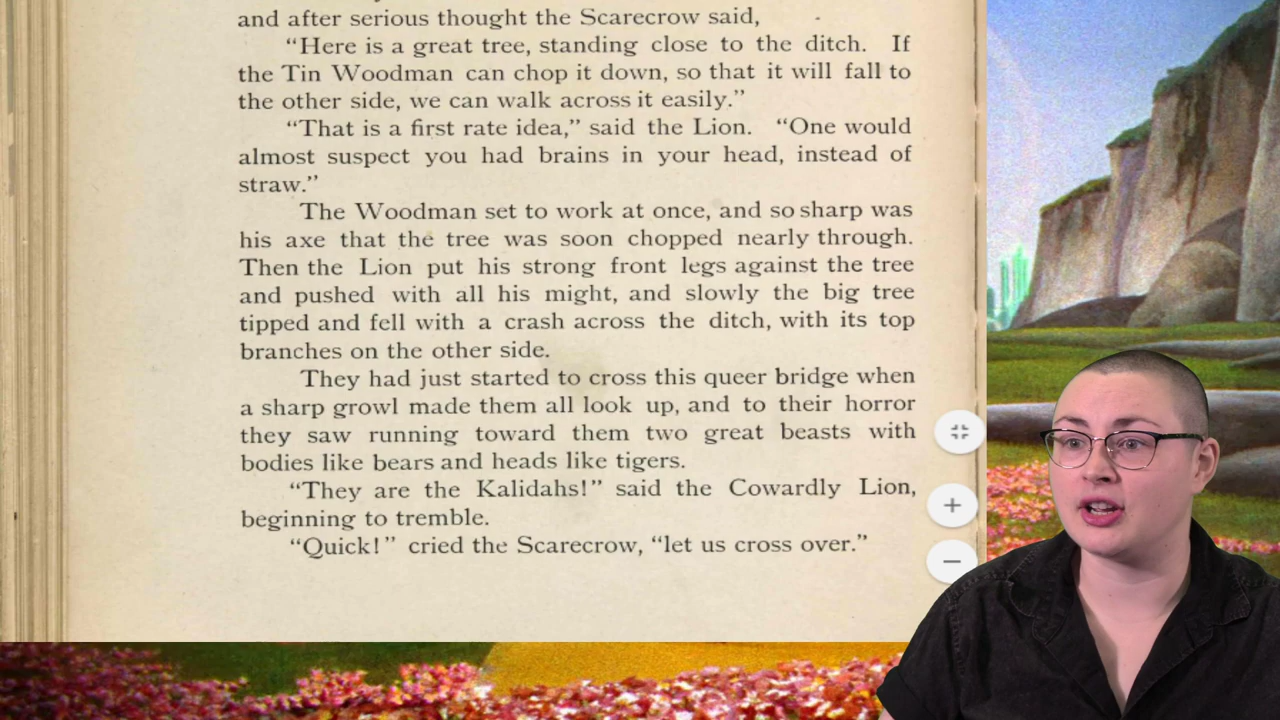 and after serious thought the Scarecrow said,
“Here is a great tree, standing close to the ditch. If
the Tin Woodman can chop it down, so that it will fall to
the other side, we can walk across it easily.”
“That is a first rate idea,” said the Lion. “One would
almost suspect you had brains in your head, instead of
straw.”
The Woodman set to work at once, and so sharp was
his axe that the tree was soon chopped nearly through.
Then the Lion put his strong front legs against the tree
and pushed with all his might, and slowly the big tree
tipped and fell with a crash across the ditch, with its top
branches on the other side.
They had just started to cross this queer bridge when
a sharp growl made them all look up, and to their horror
they saw running toward them two great beasts with
bodies like bears and heads like tigers.
“They are the Kalidahs!” said the Cowardly Lion,
beginning to tremble.
“Quick!” cried the Scarecrow, “let us cross over.”